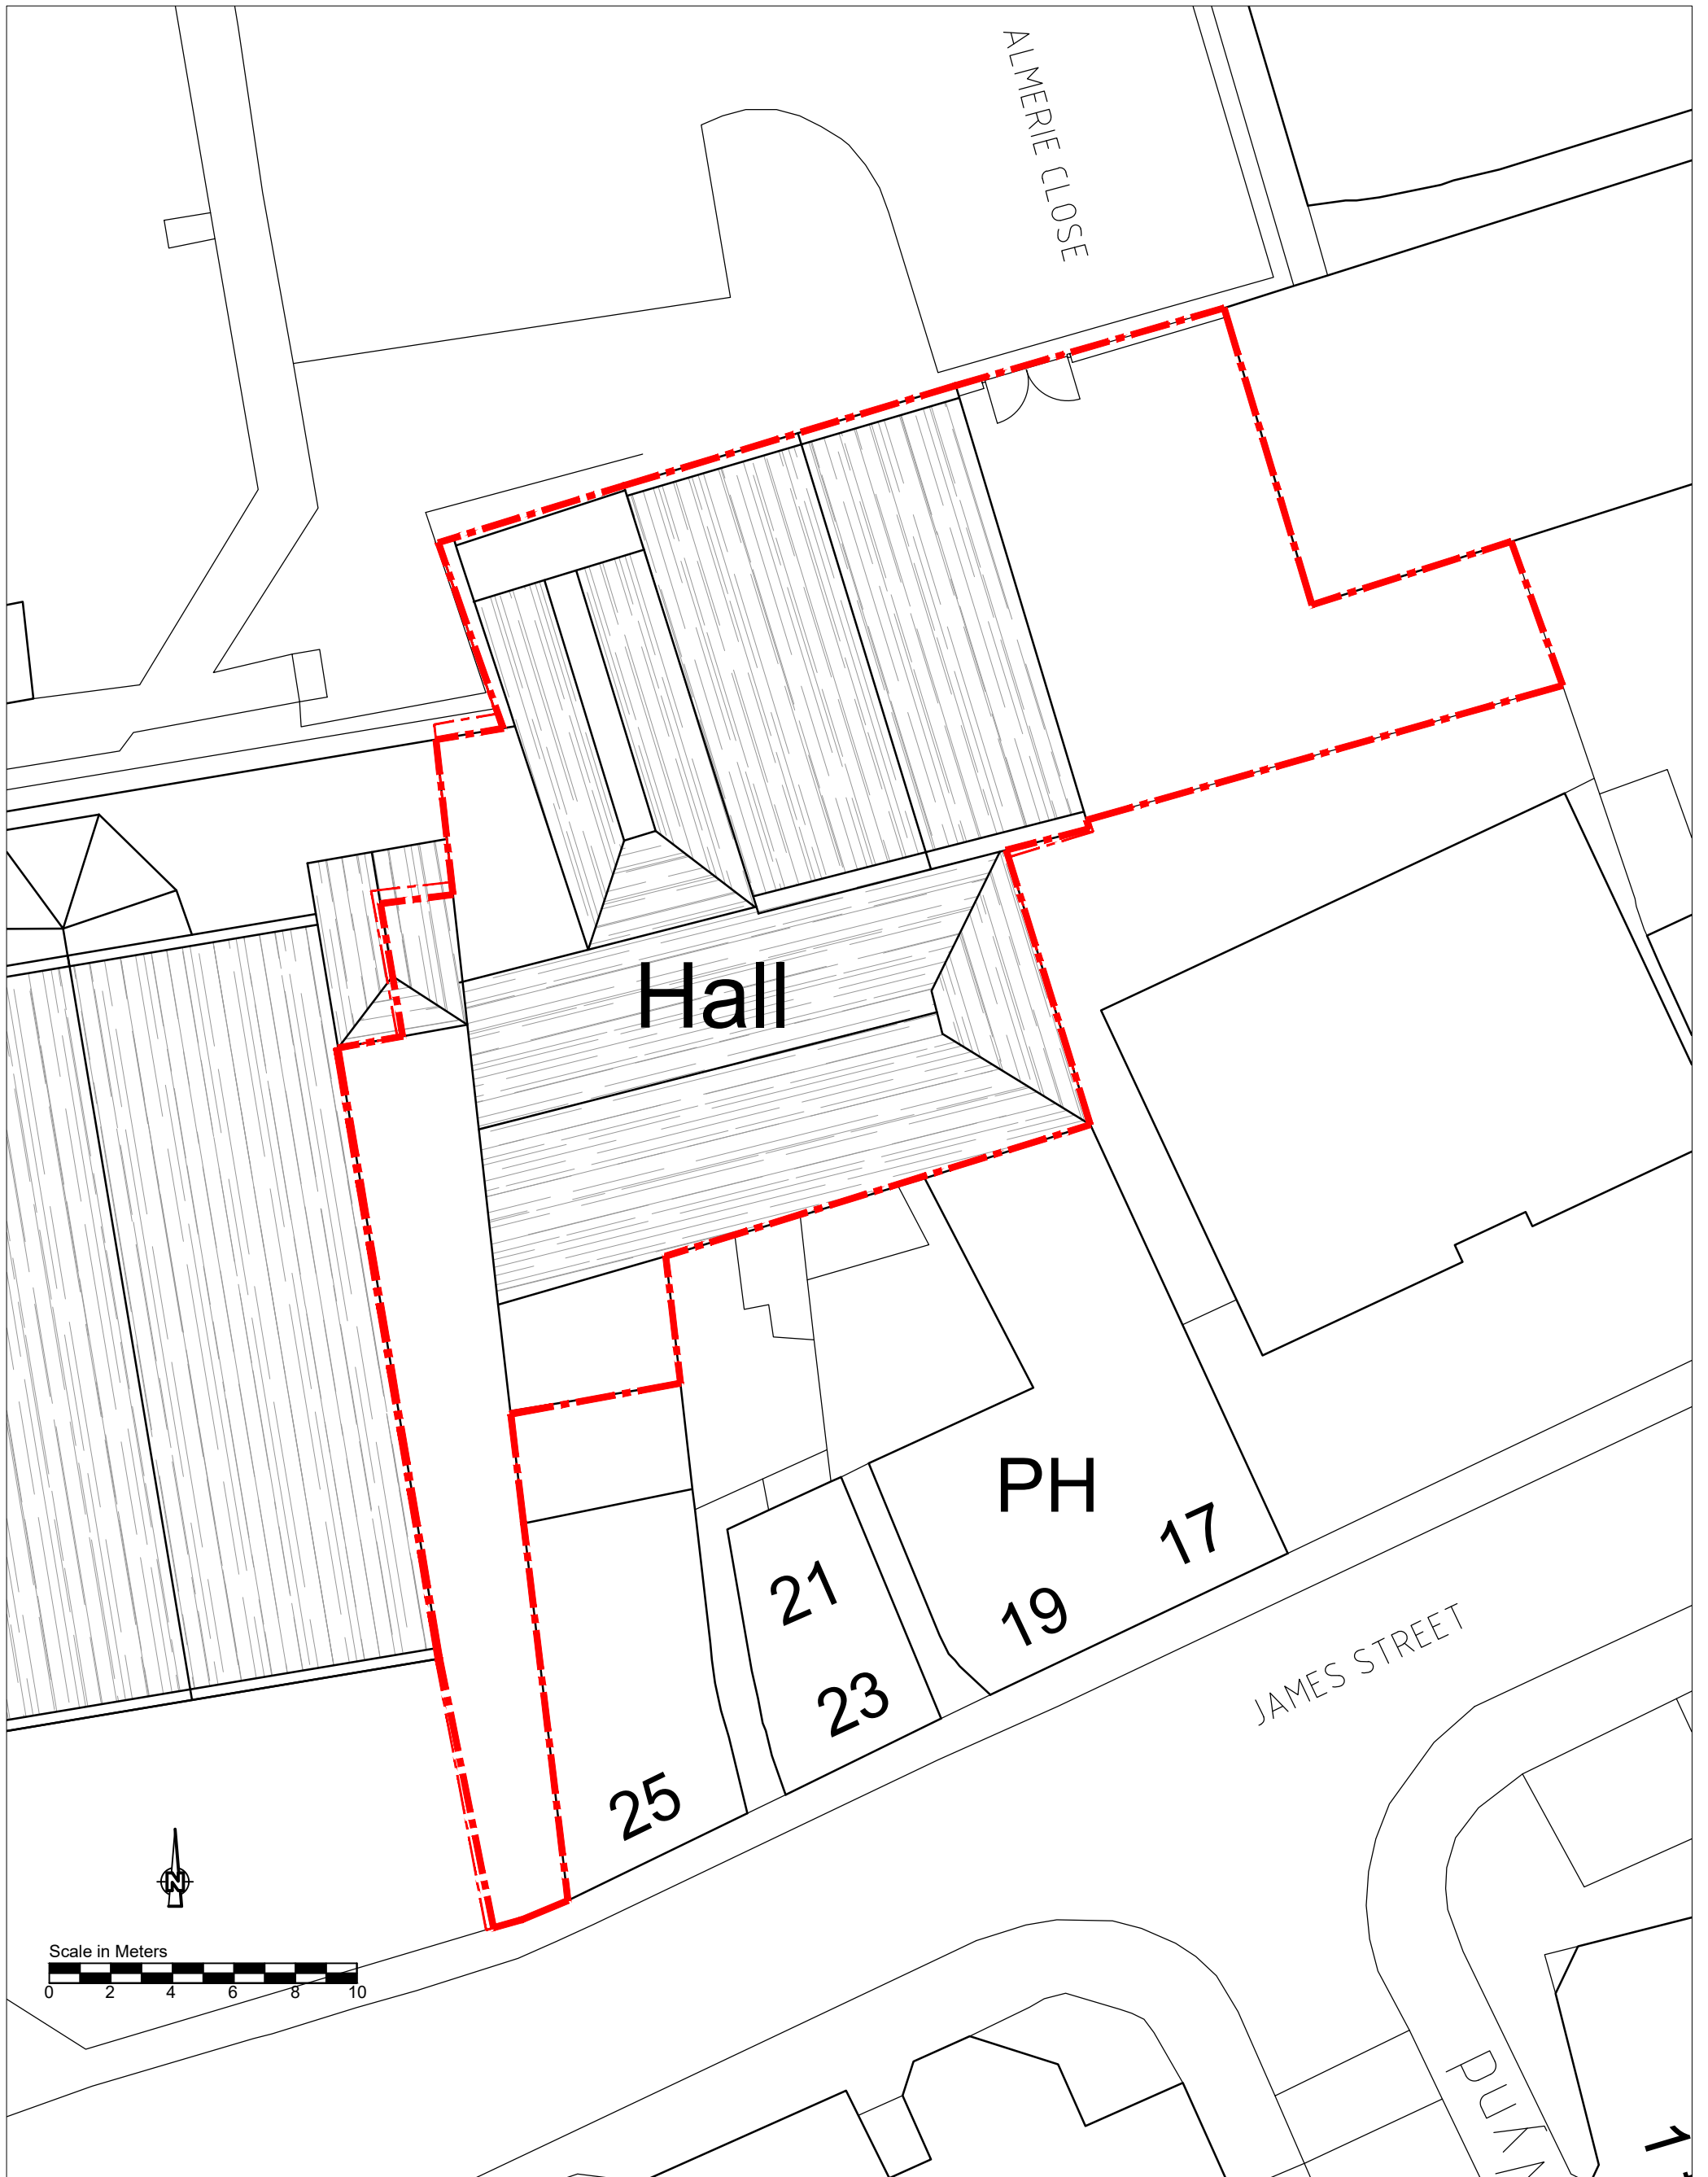 ALMERIE CLOSE
Hall
PH
17
21
19
23
JAMES STREET
25
N
Scale in Meters
0 2 4 6 8 10